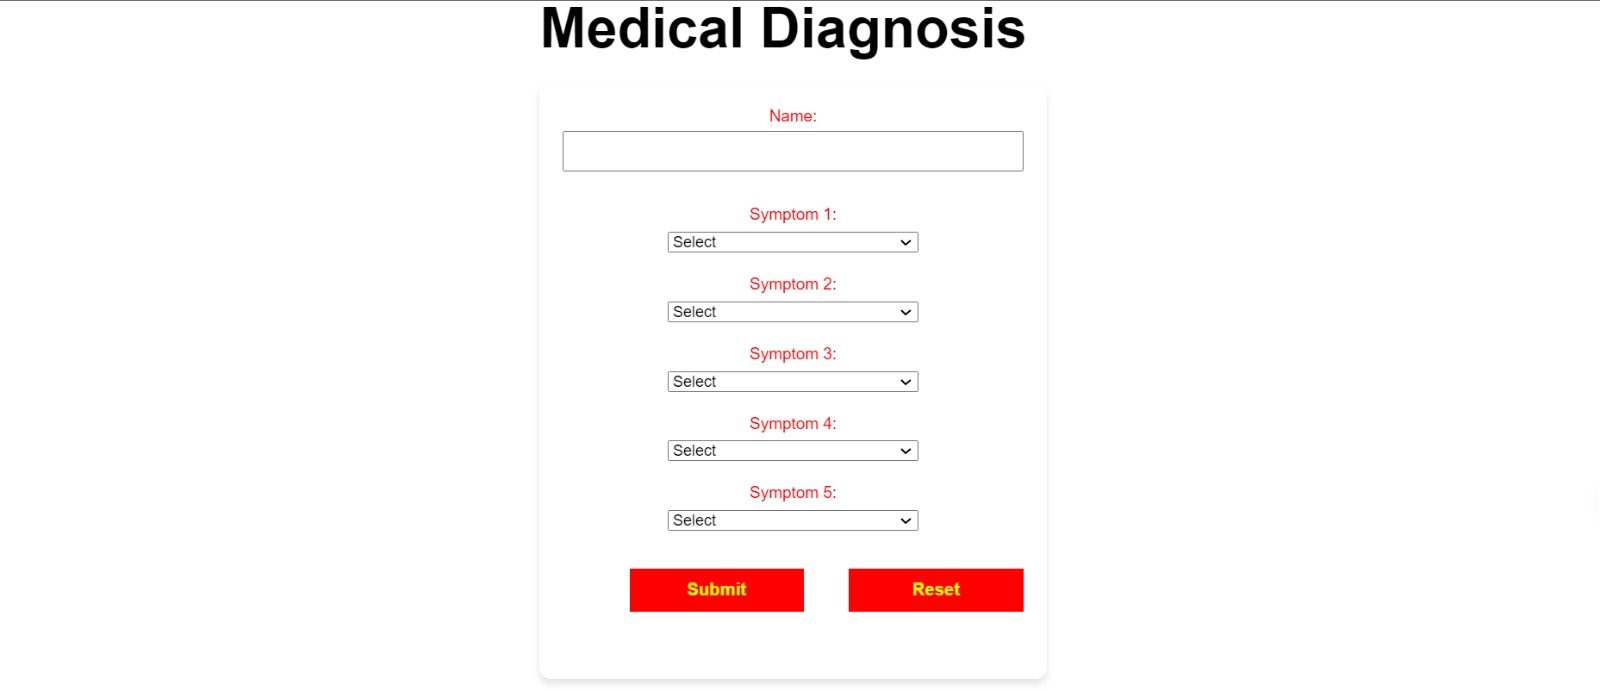 Medical Diagnosis
Name:
Symptom 1:
Select
Symptom 2:
Select
Symptom 3:
Select
Symptom 4:
Select
Symptom 5:
Select
Submit Reset